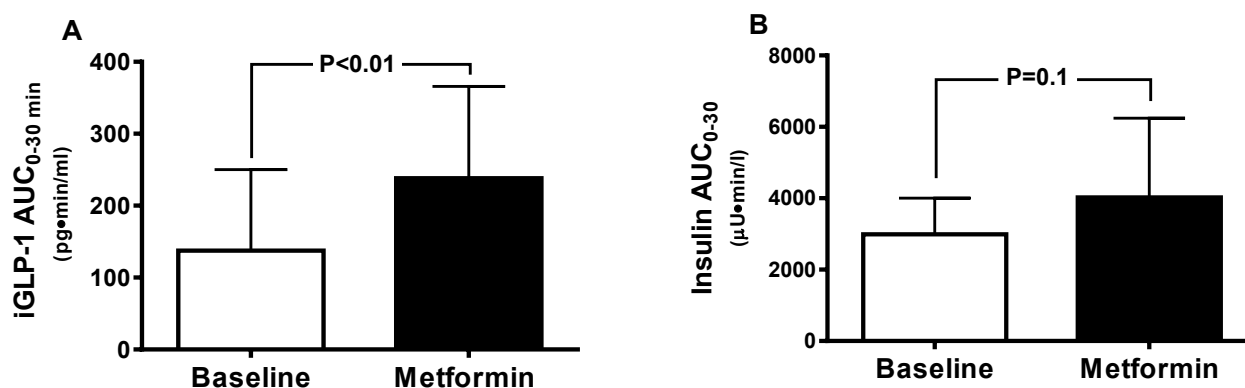 A
iGLP-1 AUC0-30 min
(pg•min/ml)
400
300
200
100
0
P<0.01
Baseline
Metformin
B
Insulin AUC0-30
(µU•min/l)
8000
6000
4000
2000
0
P=0.1
Baseline
Metformin